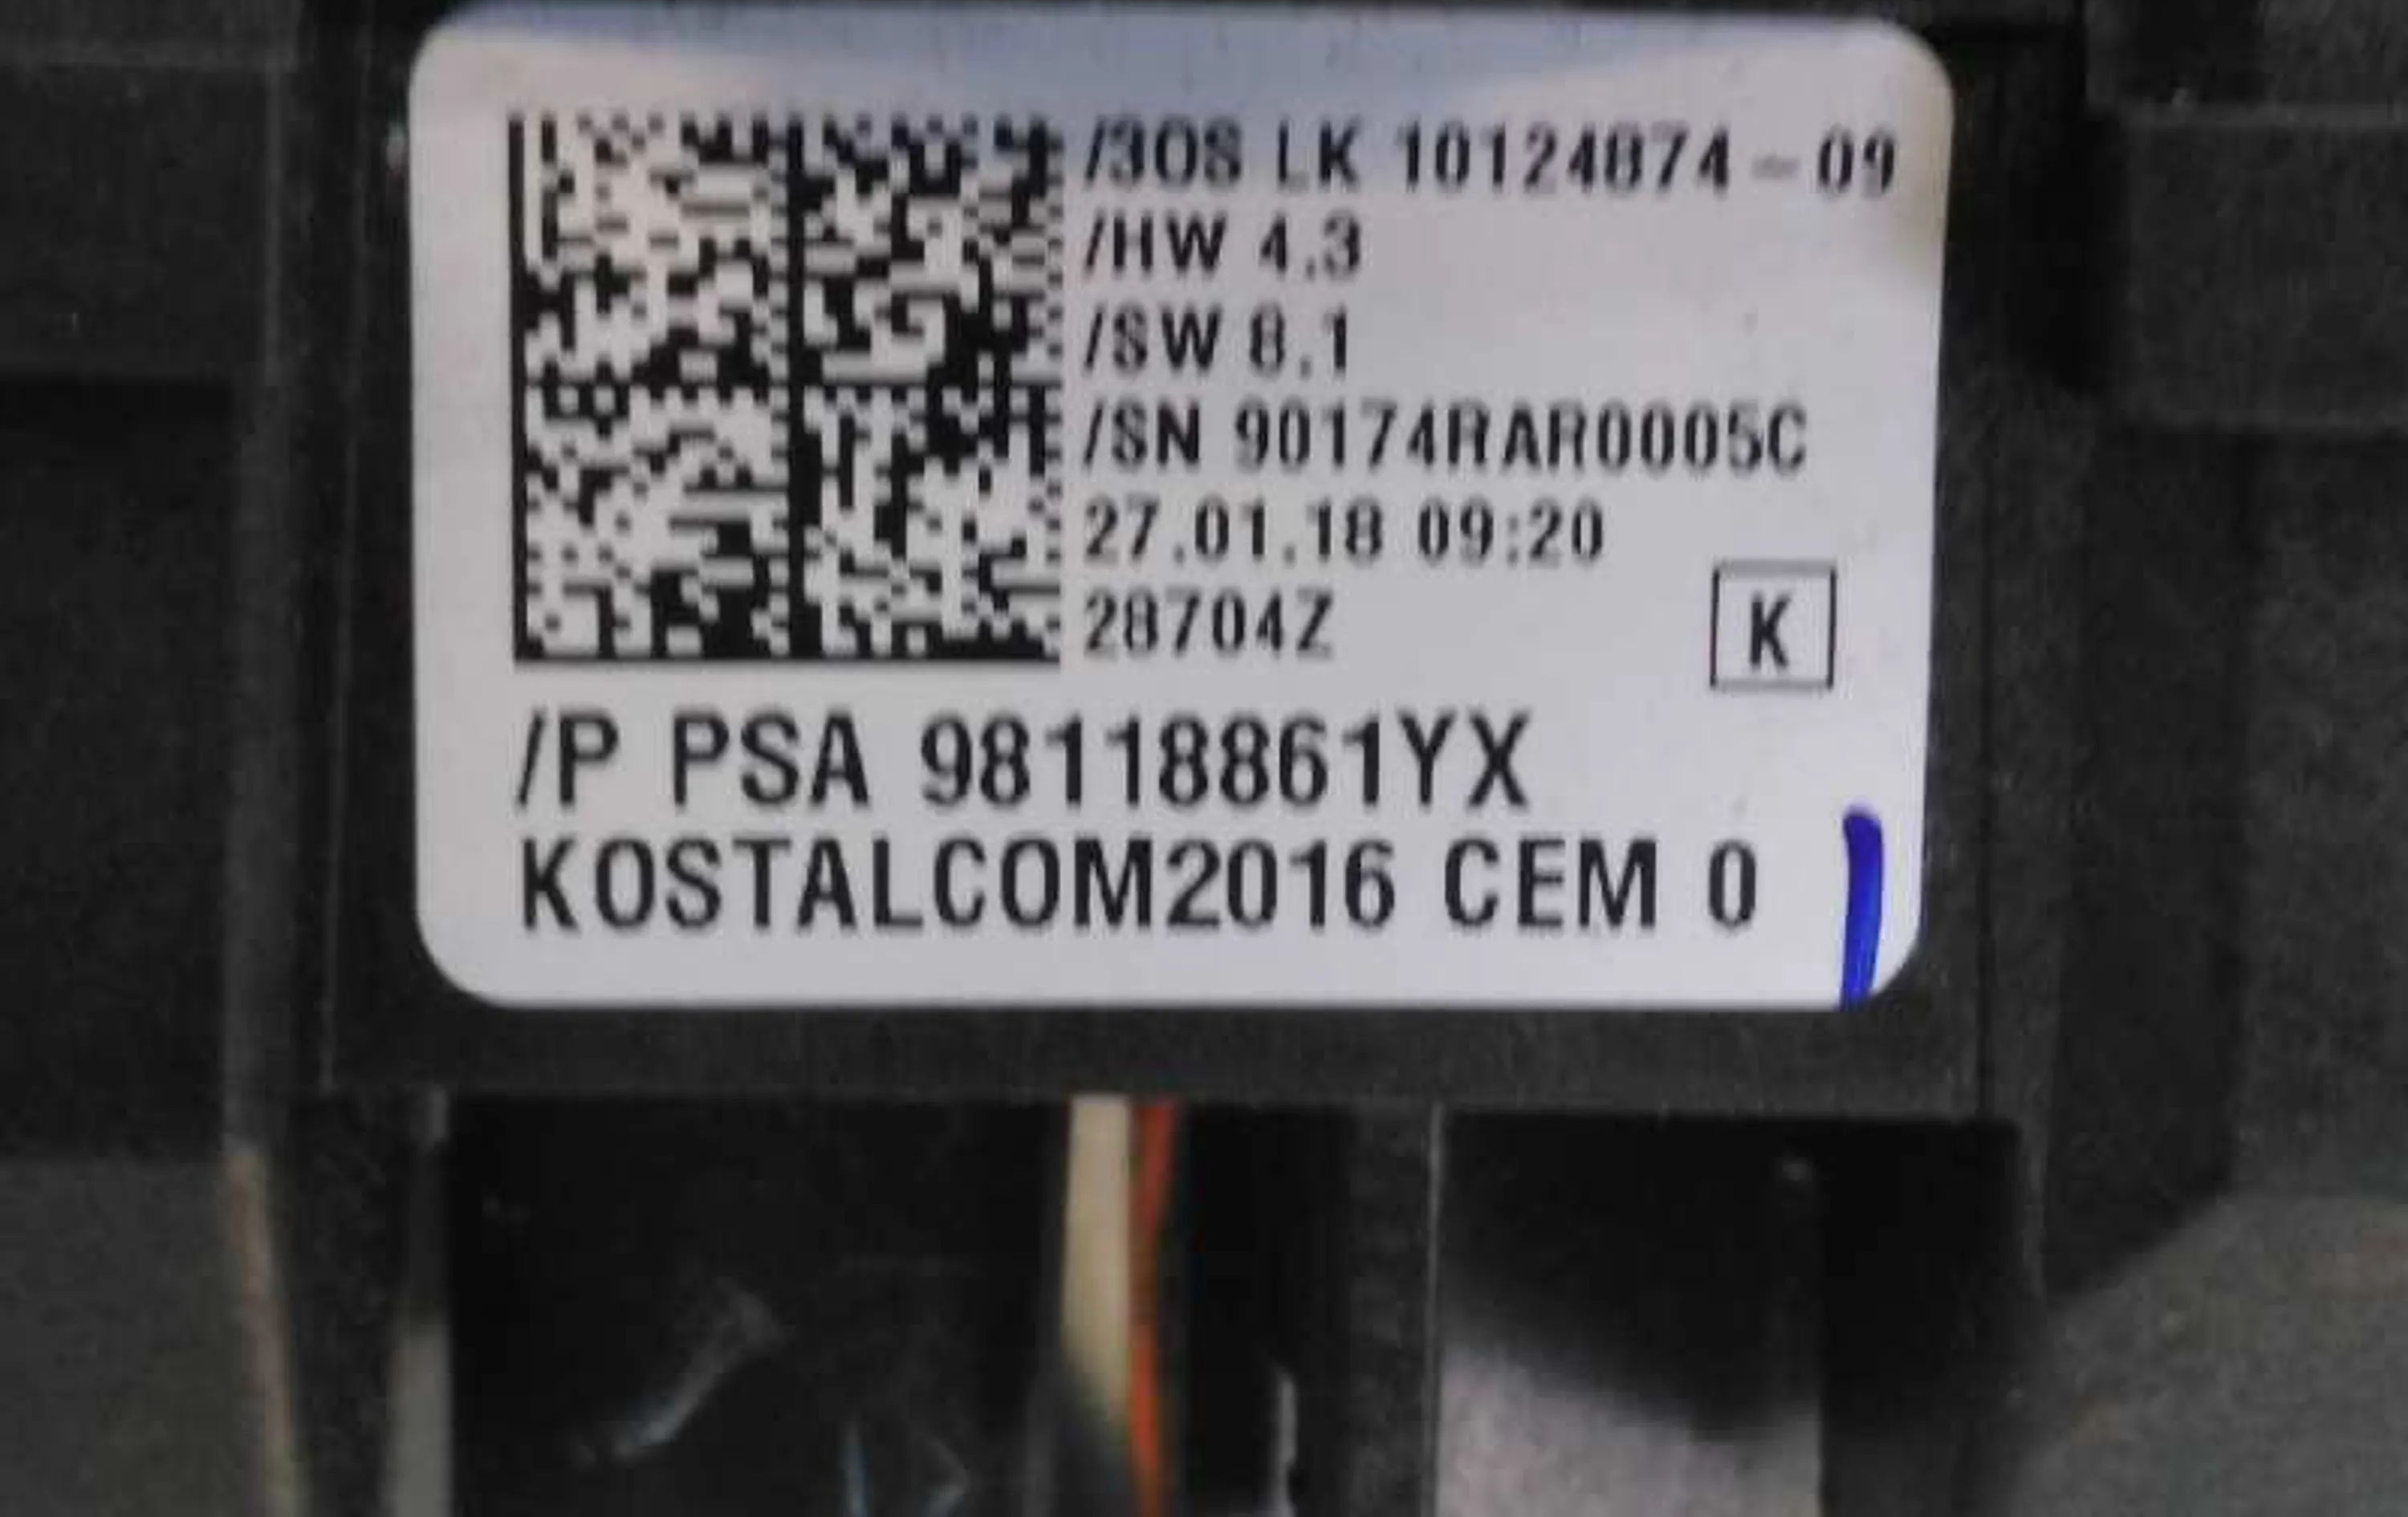 /3OS LK 10124874-09
/HW 4.3
/SW 8.1
/SN 90174RAR0005C
27.01.18 09:20
28704Z
K
/P PSA 98118861YX
KOSTALCOM2016 CEM 0